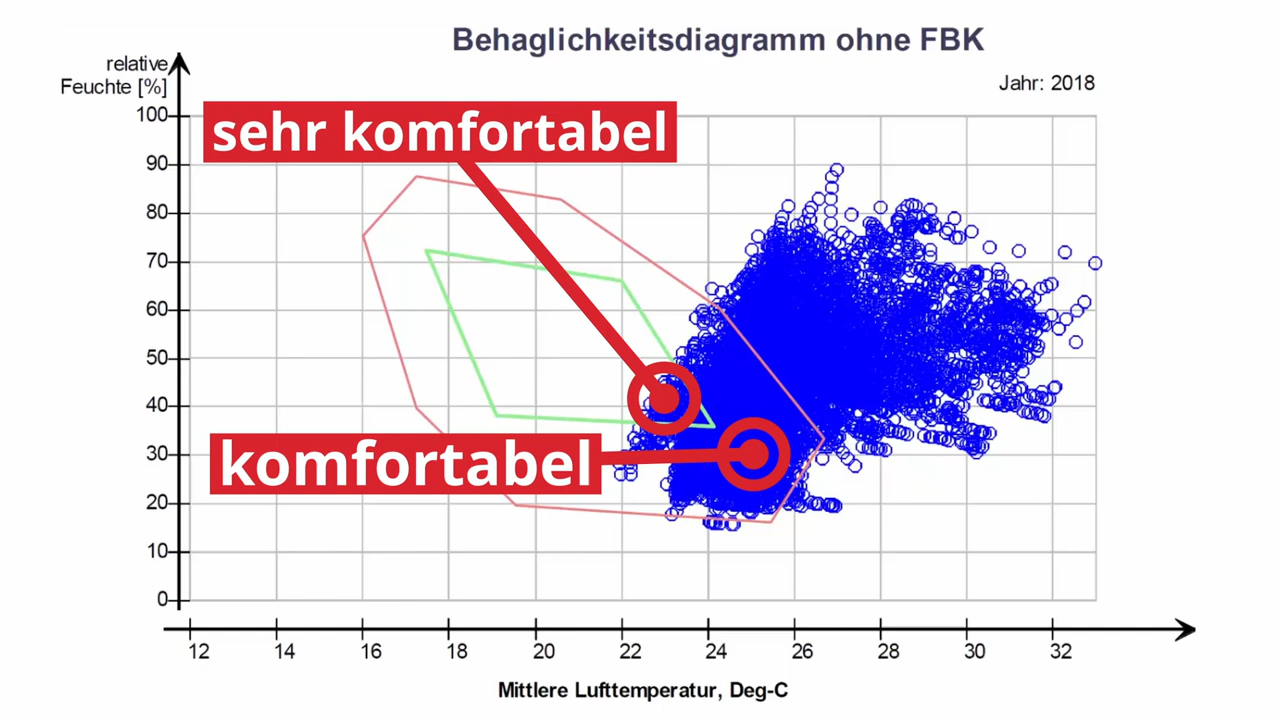 Behaglichkeitsdiagramm ohne FBK
relative
Feuchte [%]
Jahr: 2018
sehr komfortabel
komfortabel
100
90
80
70
60
50
40
30
20
10
0
12 14 16 18 20 22 24 26 28 30 32
Mittlere Lufttemperatur, Deg-C